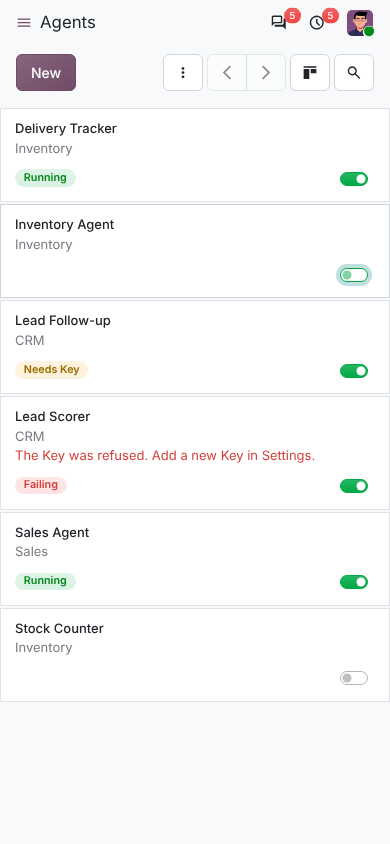 Agents
5
5
New
Delivery Tracker
Inventory
Running
Inventory Agent
Inventory
Lead Follow-up
CRM
Needs Key
Lead Scorer
CRM
The Key was refused. Add a new Key in Settings.
Failing
Sales Agent
Sales
Running
Stock Counter
Inventory